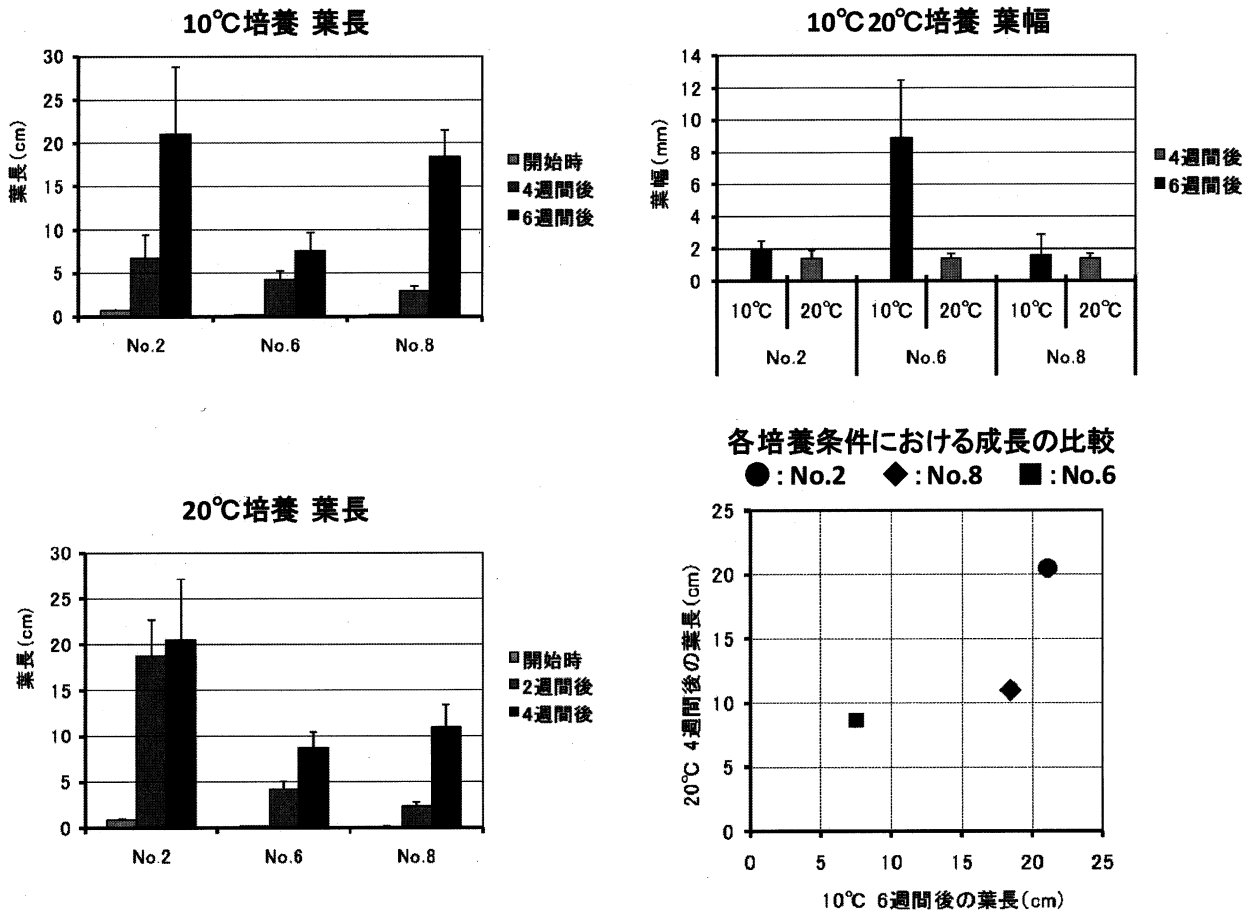 10℃培養 葉長
30
25
20
15
10
5
0
葉長(cm)
No.2
No.6
No.8
開始時
4週間後
6週間後
10℃20℃培養 葉幅
14
12
10
8
6
4
2
0
葉幅(mm)
10℃ 20℃ 10℃ 20℃ 10℃ 20℃
No.2 No.6 No.8
4週間後
6週間後
20℃培養 葉長
30
25
20
15
10
5
0
葉長(cm)
No.2
No.6
No.8
開始時
2週間後
4週間後
各培養条件における成長の比較
●:No.2 ◆:No.8 ■:No.6
25
20
15
10
5
0
20℃ 4週間後の葉長(cm)
0 5 10 15 20 25
10℃ 6週間後の葉長(cm)